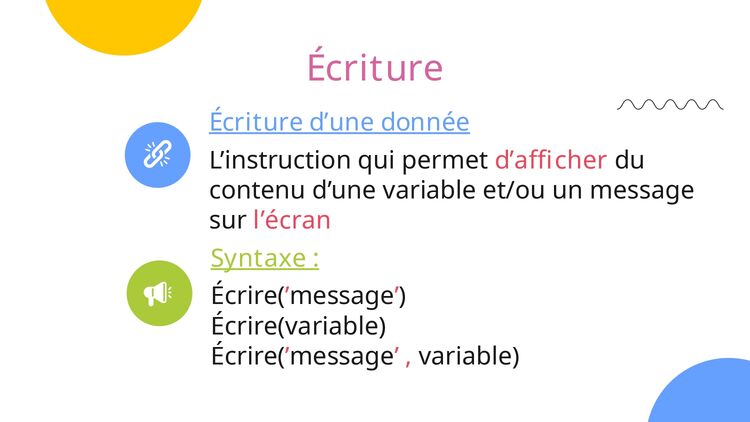 Écriture
Écriture d’une donnée
L’instruction qui permet d’afficher du
contenu d’une variable et/ou un message
sur l’écran
Syntaxe :
Écrire(’message’)
Écrire(variable)
Écrire(’message’ , variable)